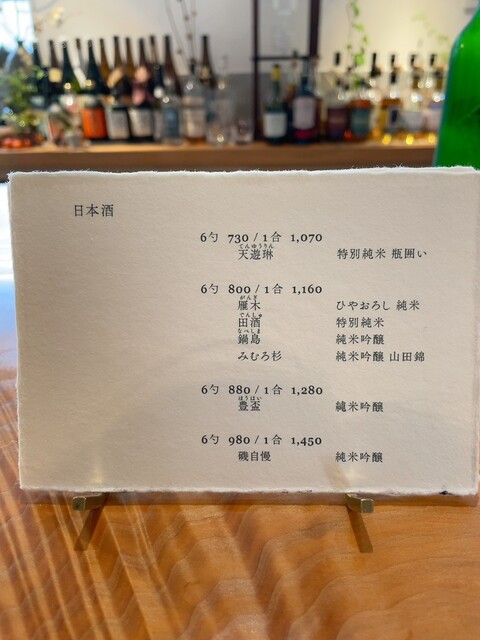 日本酒
6勺 730 / 1合 1,070
てんゆうりん
天遊琳 特別純米 瓶囲い
6勺 800 / 1合 1,160
がんぎ
雁木 ひやおろし 純米
でんしゅ
田酒 特別純米
なべしま
鍋島 純米吟醸
みむろ杉 純米吟醸 山田錦
6勺 880 / 1合 1,280
ほうはい
豊盃 純米吟醸
6勺 980 / 1合 1,450
磯自慢 純米吟醸